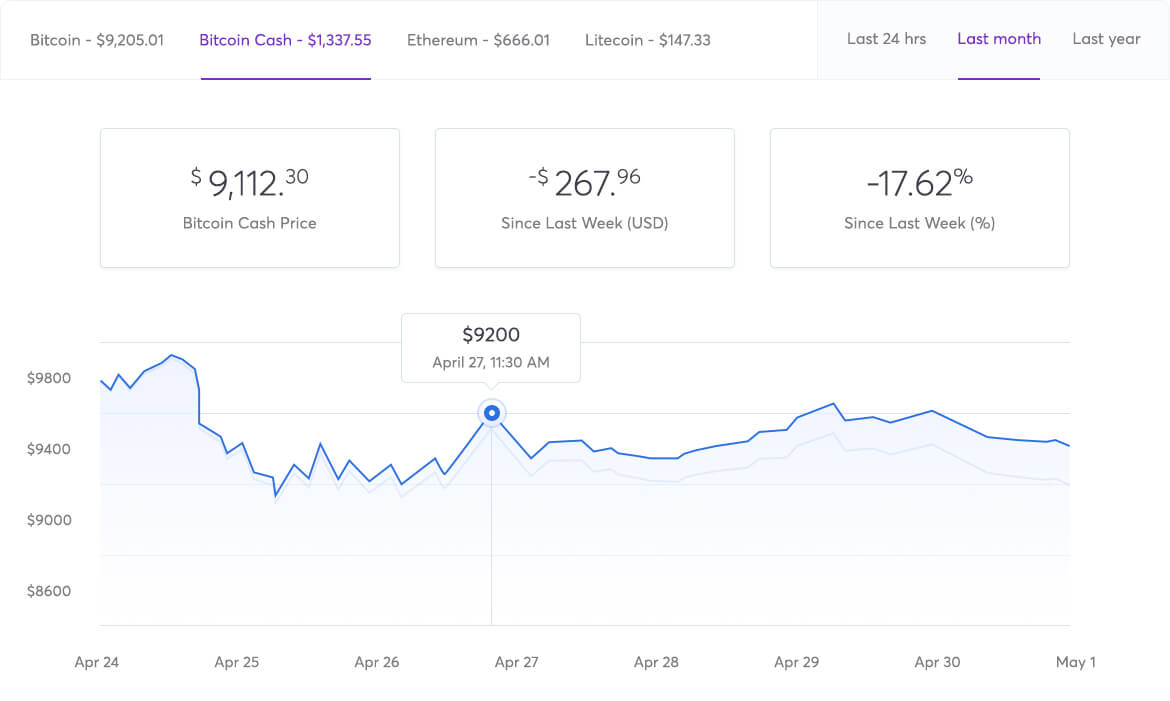 Bitcoin - $9,205.01
Bitcoin Cash - $1,337.55
Ethereum - $666.01
Litecoin - $147.33
Last 24 hrs
Last month
Last year
$ 9,112.30
Bitcoin Cash Price
-$ 267.96
Since Last Week (USD)
-17.62%
Since Last Week (%)
$9200
April 27, 11:30 AM
$9800
$9400
$9000
$8600
Apr 24
Apr 25
Apr 26
Apr 27
Apr 28
Apr 29
Apr 30
May 1